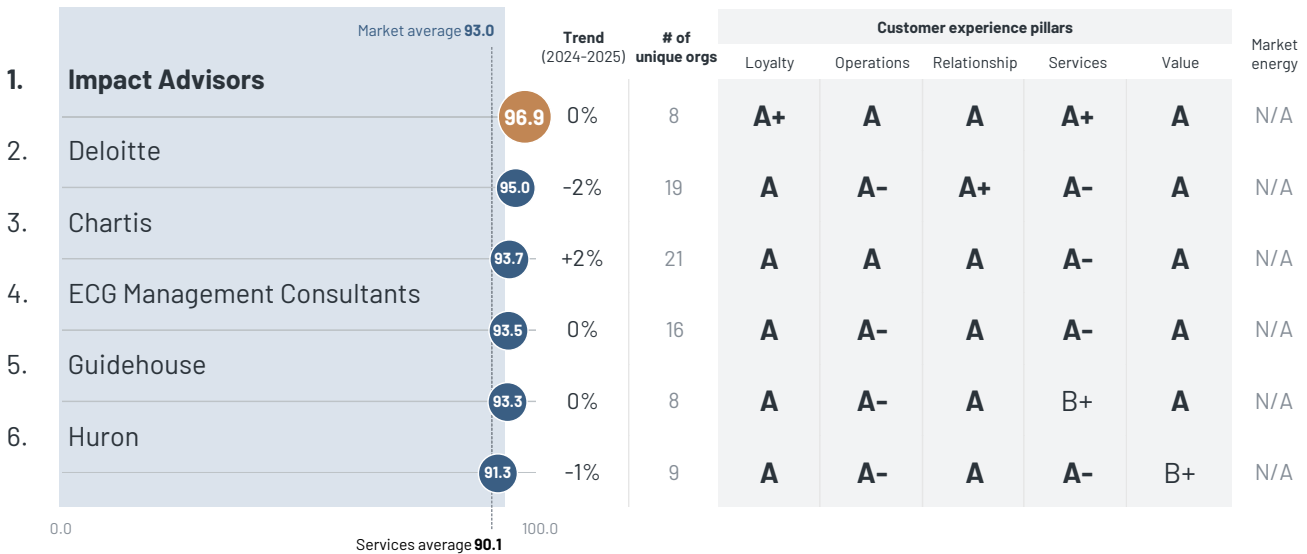 Market average 93.0
Trend
(2024-2025)
# of
unique orgs
Customer experience pillars
Loyalty Operations Relationship Services Value
Market
energy
1. Impact Advisors
96.9 0% 8 A+ A A A+ A N/A
2. Deloitte
95.0 -2% 19 A A- A+ A- A N/A
3. Chartis
93.7 +2% 21 A A A A- A N/A
4. ECG Management Consultants
93.5 0% 16 A A- A A- A N/A
5. Guidehouse
93.3 0% 8 A A- A B+ A N/A
6. Huron
91.3 -1% 9 A A- A A- B+ N/A
0.0 100.0
Services average 90.1